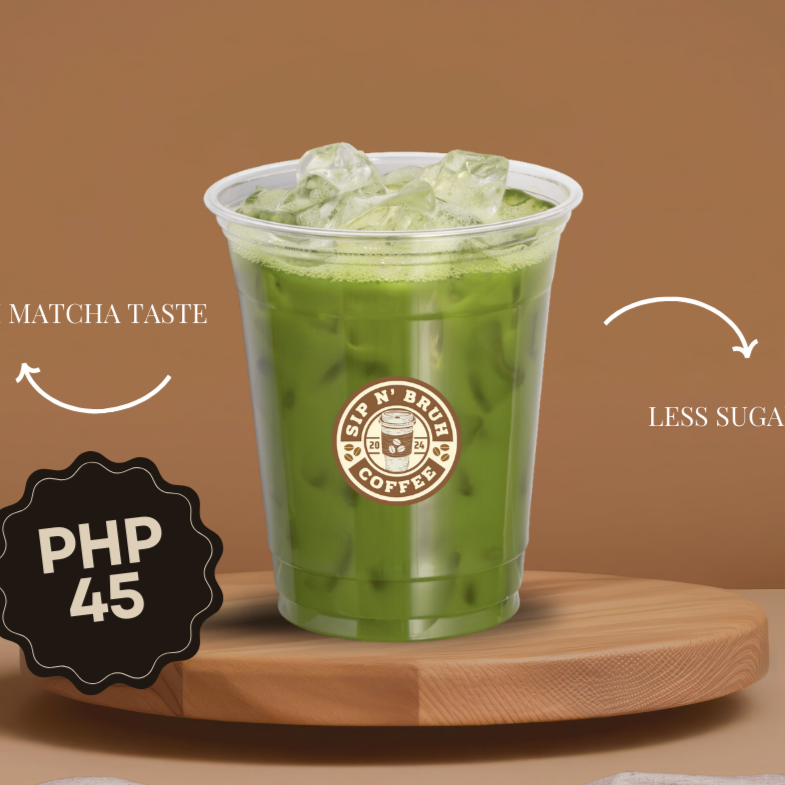 MATCHA TASTE
LESS SUGA
SIP N' BRUH
20 24
COFFEE
PHP
45